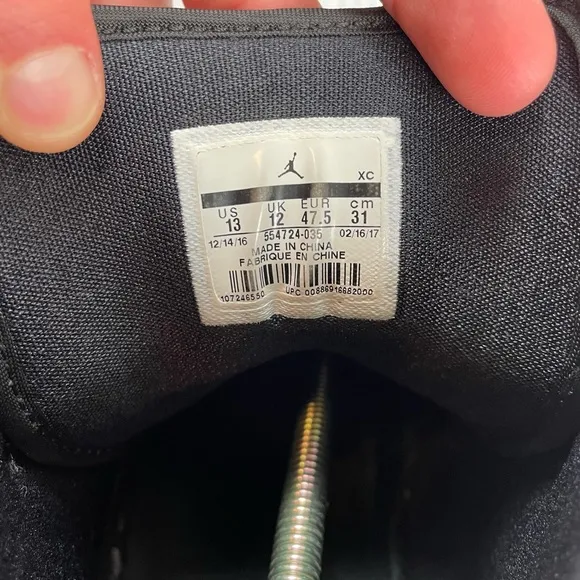 XC
US UK EUR cm
13 12 47.5 31
12/14/16 554724-035 02/16/17
MADE IN CHINA
FABRIQUE EN CHINE
107246550 UPC 00886916682000